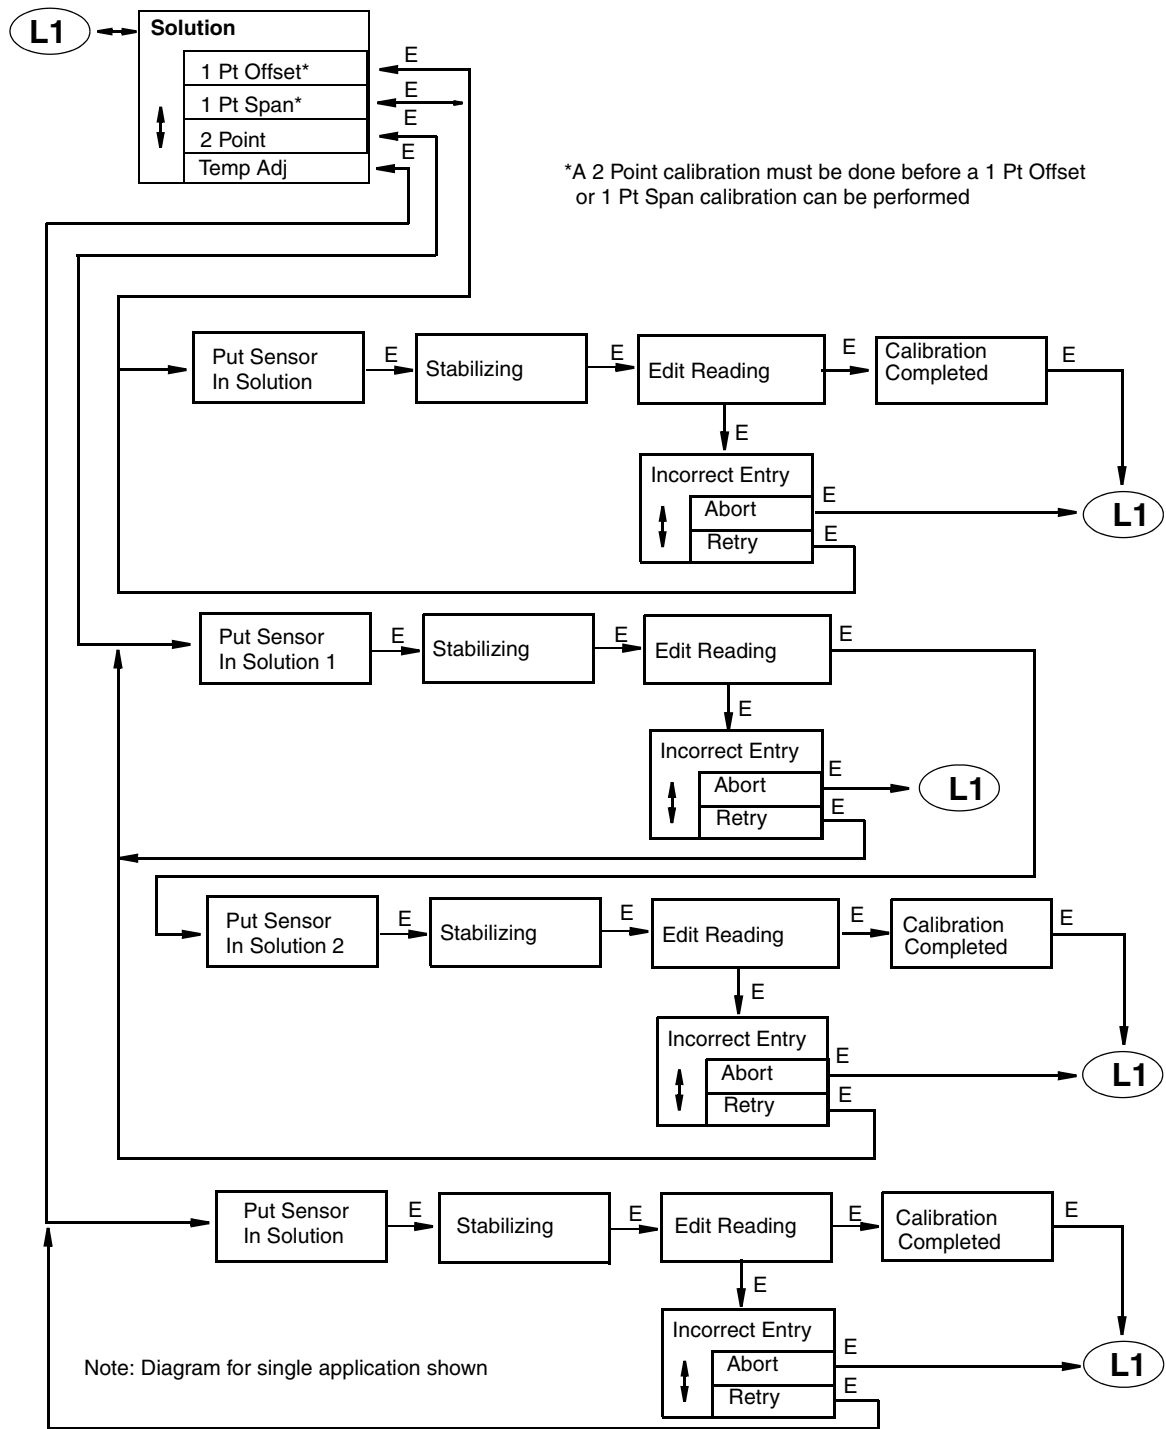 L1
Solution
E
1 Pt Offset*
E
1 Pt Span*
E
2 Point
E
Temp Adj
*A 2 Point calibration must be done before a 1 Pt Offset
or 1 Pt Span calibration can be performed
Put Sensor
In Solution
E
Stabilizing
E
Edit Reading
E
Calibration
Completed
E
E
Incorrect Entry
Abort
E
Retry
E
L1
Put Sensor
In Solution 1
E
Stabilizing
E
Edit Reading
E
E
Incorrect Entry
Abort
E
Retry
E
L1
Put Sensor
In Solution 2
E
Stabilizing
E
Edit Reading
E
Calibration
Completed
E
E
Incorrect Entry
Abort
E
Retry
E
L1
Put Sensor
In Solution
E
Stabilizing
E
Edit Reading
E
Calibration
Completed
E
E
Incorrect Entry
Abort
E
Retry
E
L1
Note: Diagram for single application shown